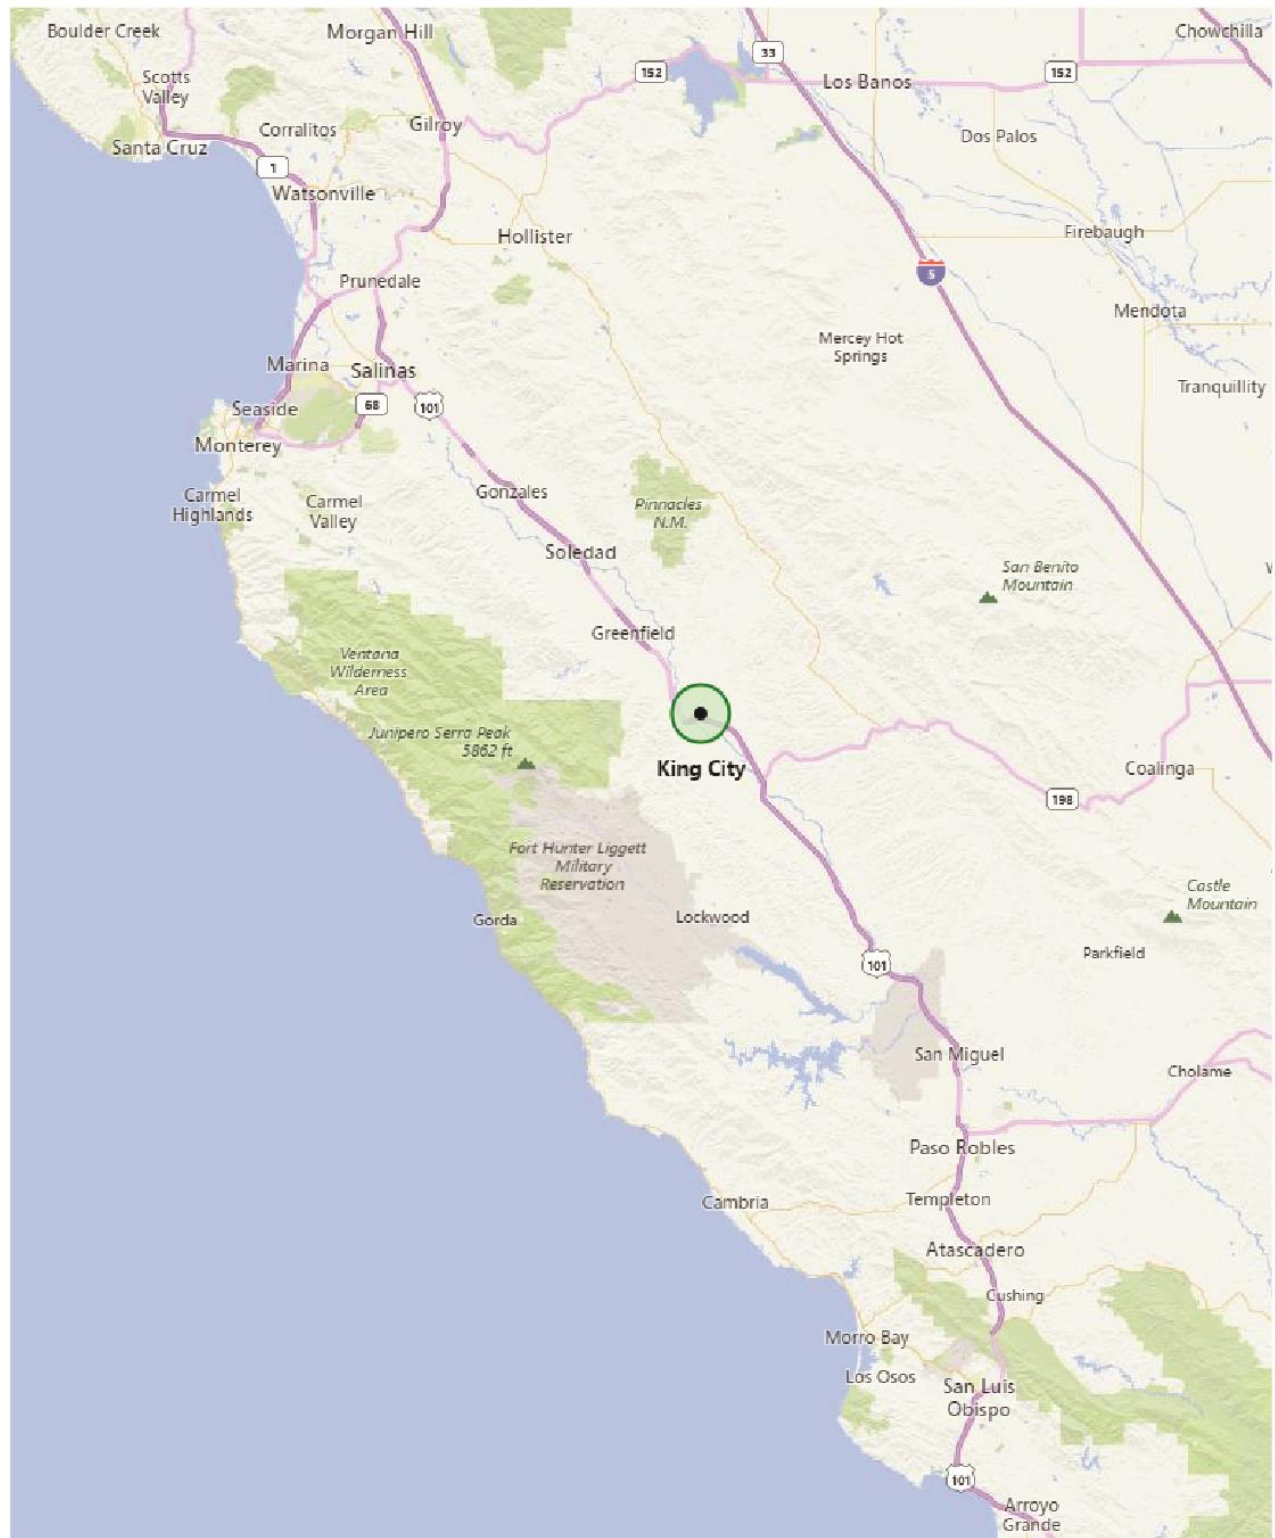 Boulder Creek
Morgan Hill
Chowchilla
33
152
152
Los Banos
Scotts
Valley
Corralitos
Gilroy
Dos Palos
Santa Cruz
1
Watsonville
Hollister
Firebaugh
5
Prunedale
Mendota
Mercey Hot
Springs
Marina
Salinas
Tranquillity
68
101
Seaside
Monterey
Carmel
Highlands
Carmel
Valley
Gonzales
Pinnacles
N.M.
Soledad
San Benito
Mountain
Greenfield
Ventana
Wilderness
Area
Junipero Serra Peak
5862 ft
King City
Coalinga
198
Fort Hunter Liggett
Military
Reservation
Castle
Mountain
Gorda
Lockwood
Parkfield
101
San Miguel
Cholame
Paso Robles
Cambria
Templeton
Atascadero
Cushing
Morro Bay
Los Osos
San Luis
Obispo
101
Arroyo
Grande